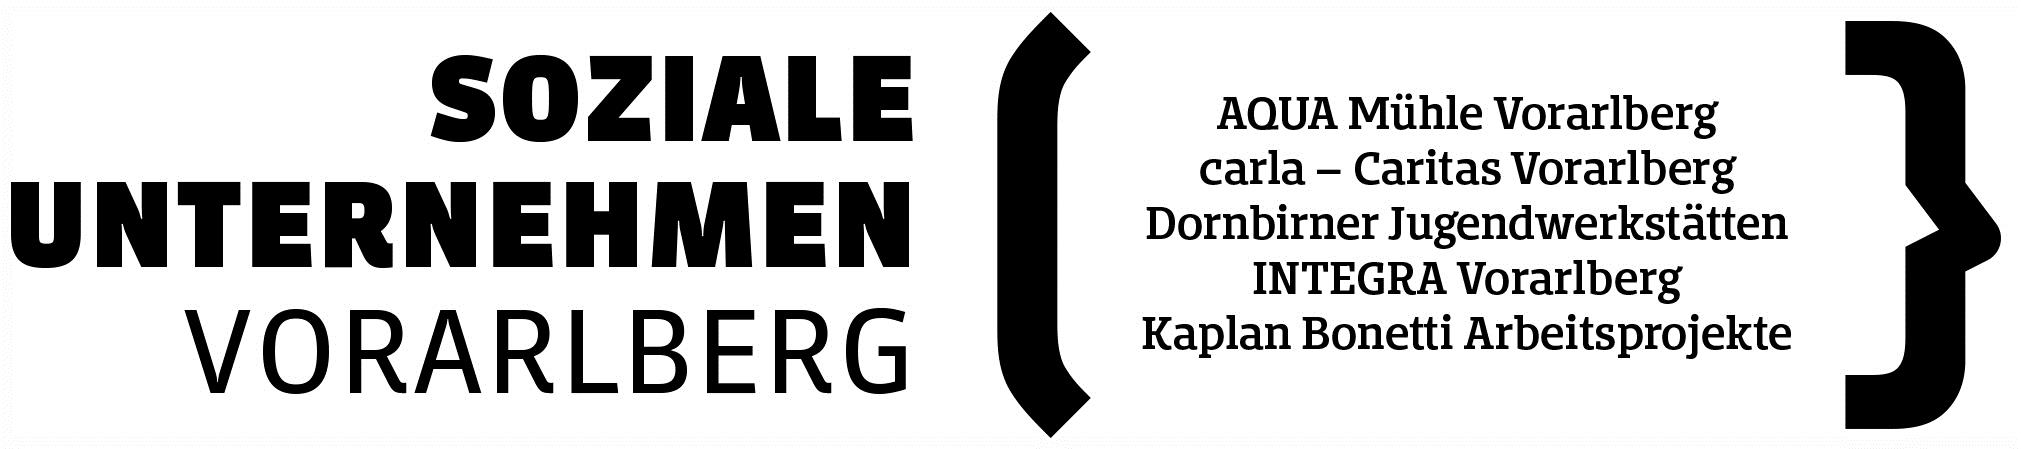 SOZIALE
UNTERNEHMEN
VORARLBERG
AQUA Mühle Vorarlberg
carla – Caritas Vorarlberg
Dornbirner Jugendwerkstätten
INTEGRA Vorarlberg
Kaplan Bonetti Arbeitsprojekte